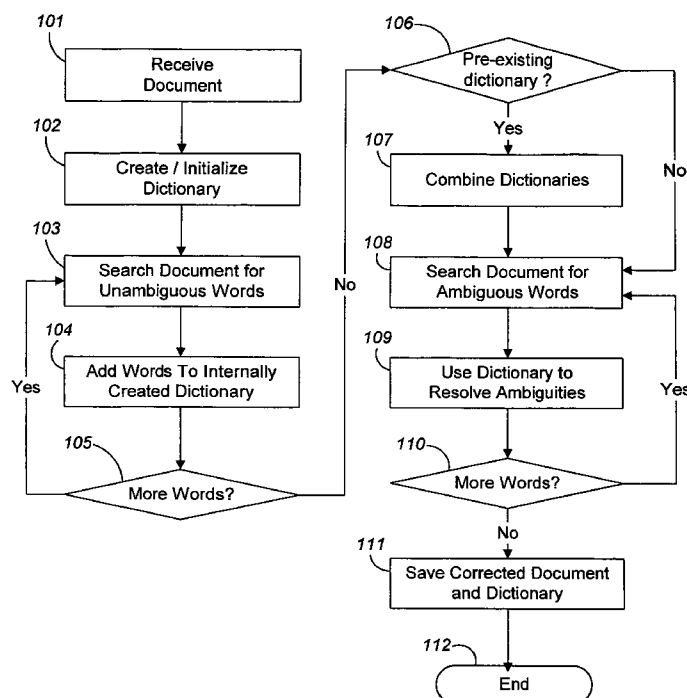 101
Receive
Document
102
Create / Initialize
Dictionary
103
Search Document for
Unambiguous Words
104
Add Words To Internally
Created Dictionary
Yes
105
More Words?
No
106
Pre-existing
dictionary ?
Yes
No
107
Combine Dictionaries
108
Search Document for
Ambiguous Words
109
Use Dictionary to
Resolve Ambiguities
Yes
110
More Words?
No
111
Save Corrected Document
and Dictionary
112
End